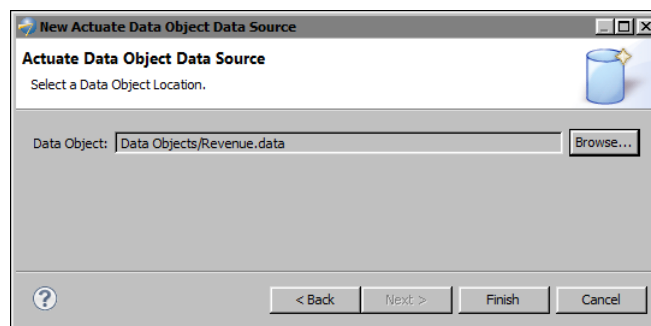 New Actuate Data Object Data Source
Actuate Data Object Data Source
Select a Data Object Location.
Data Object: Data Objects/Revenue.data Browse...
? < Back Next > Finish Cancel